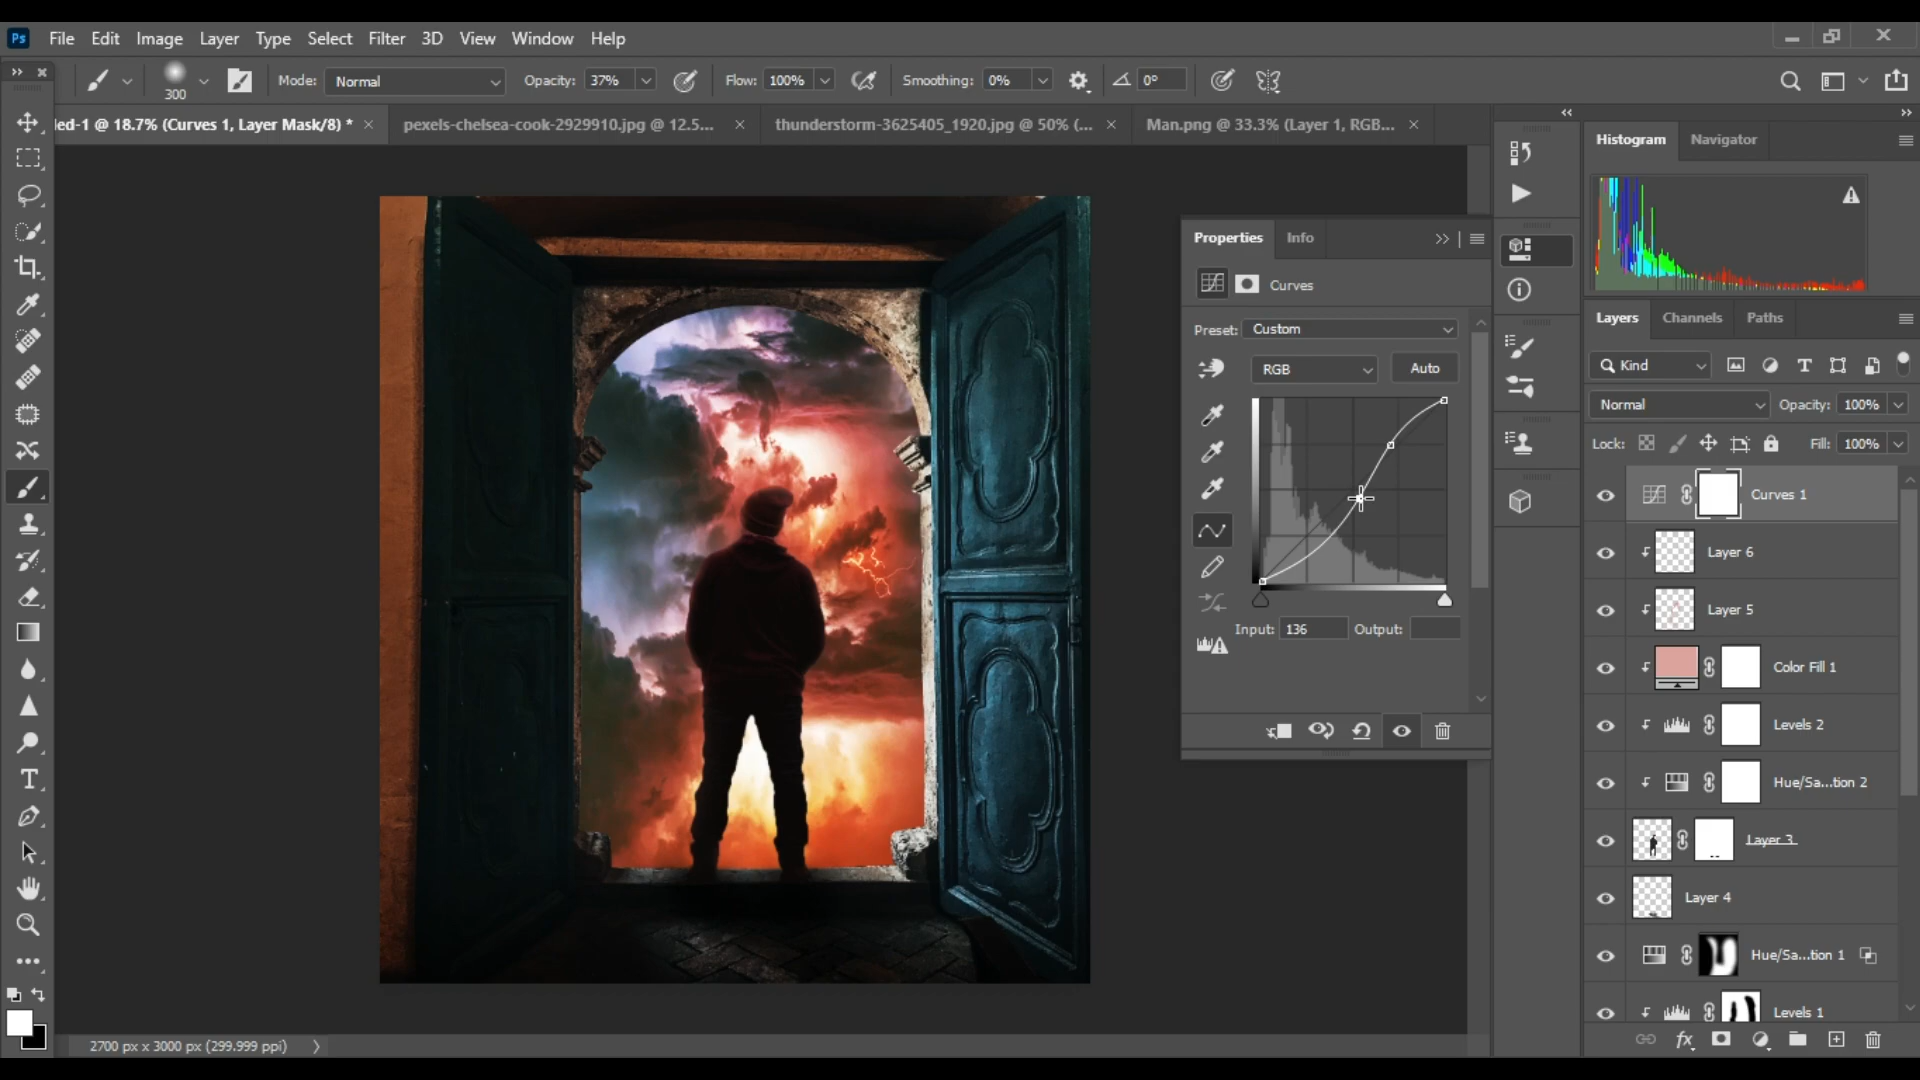 Ps File Edit Image Layer Type Select Filter 3D View Window Help
300 Mode: Normal Opacity: 37% Flow: 100% Smoothing: 0% 0°
led-1 @ 18.7% (Curves 1, Layer Mask/8) * pexels-chelsea-cook-2929910.jpg @ 12.5... thunderstorm-3625405_1920.jpg @ 50% (... Man.png @ 33.3% (Layer 1, RGB...
Properties Info
Curves
Preset: Custom
RGB Auto
Input: 136 Output:
Histogram Navigator
Layers Channels Paths
Kind
Normal Opacity: 100%
Lock: Fill: 100%
Curves 1
Layer 6
Layer 5
Color Fill 1
Levels 2
Hue/Sa...tion 2
Layer 3
Layer 4
Hue/Sa...tion 1
Levels 1
fx
2700 px x 3000 px (299.999 ppi)